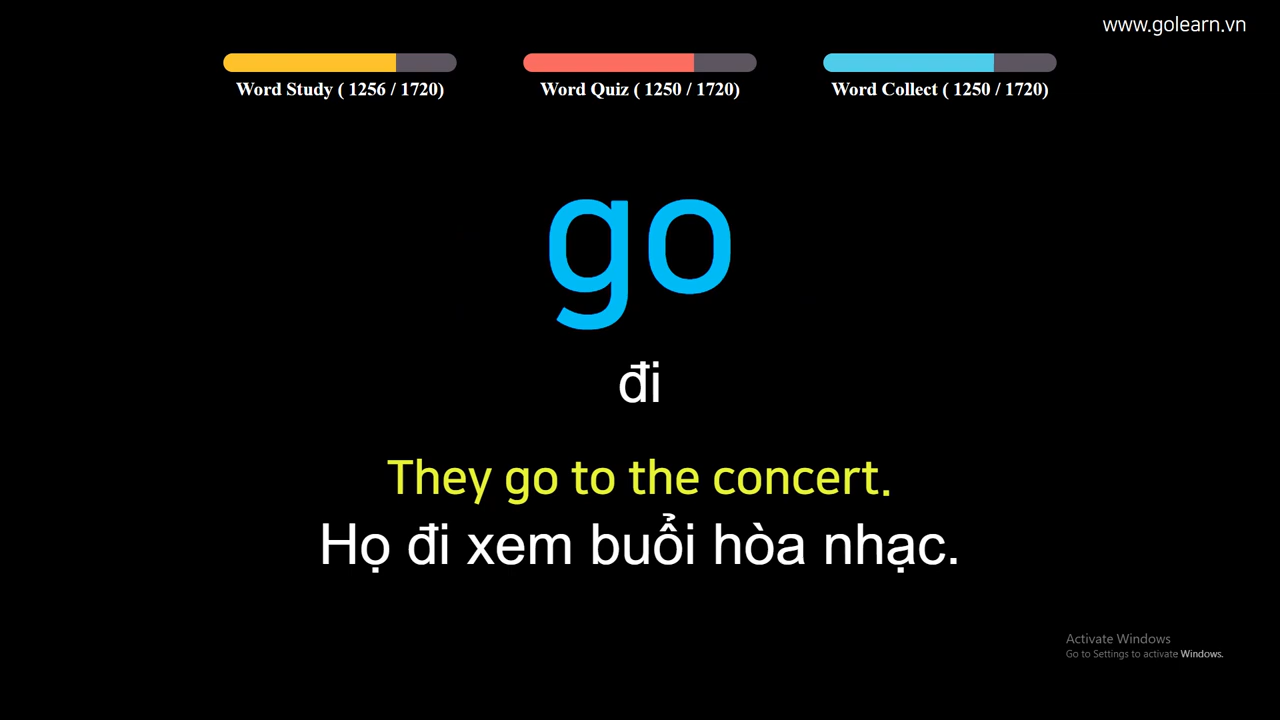 www.golearn.vn
Word Study ( 1256 / 1720)
Word Quiz ( 1250 / 1720)
Word Collect ( 1250 / 1720)
go
đi
They go to the concert.
Họ đi xem buổi hòa nhạc.
Activate Windows
Go to Settings to activate Windows.